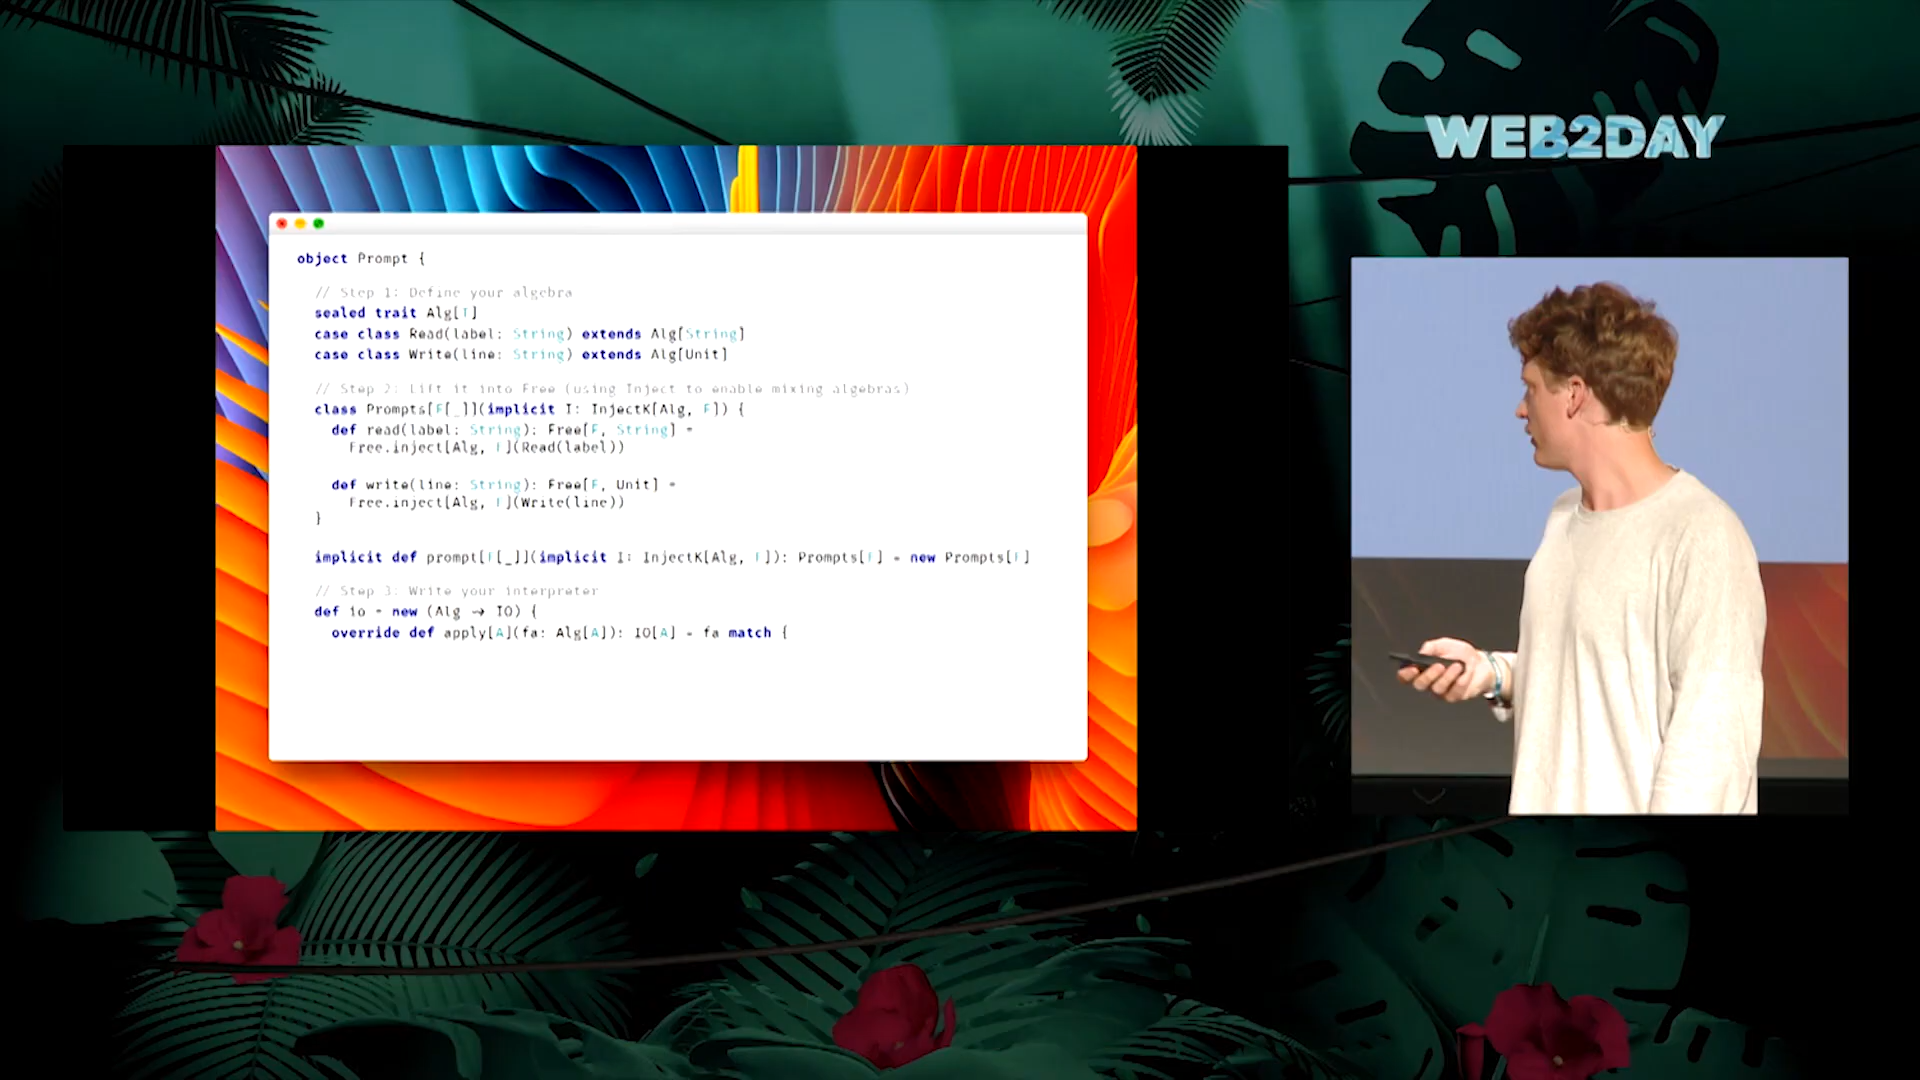 WEB2DAY
object Prompt {
// Step 1: Define your algebra
sealed trait Alg[T]
case class Read(label: String) extends Alg[String]
case class Write(line: String) extends Alg[Unit]
// Step 2: Lift it into Free (using Inject to enable mixing algebras)
class Prompts[F[_]](implicit I: InjectK[Alg, F]) {
def read(label: String): Free[F, String] =
Free.inject[Alg, F](Read(label))
def write(line: String): Free[F, Unit] =
Free.inject[Alg, F](Write(line))
}
implicit def prompt[F[_]](implicit I: InjectK[Alg, F]): Prompts[F] = new Prompts[F]
// Step 3: Write your interpreter
def io = new (Alg → IO) {
override def apply[A](fa: Alg[A]): IO[A] = fa match {